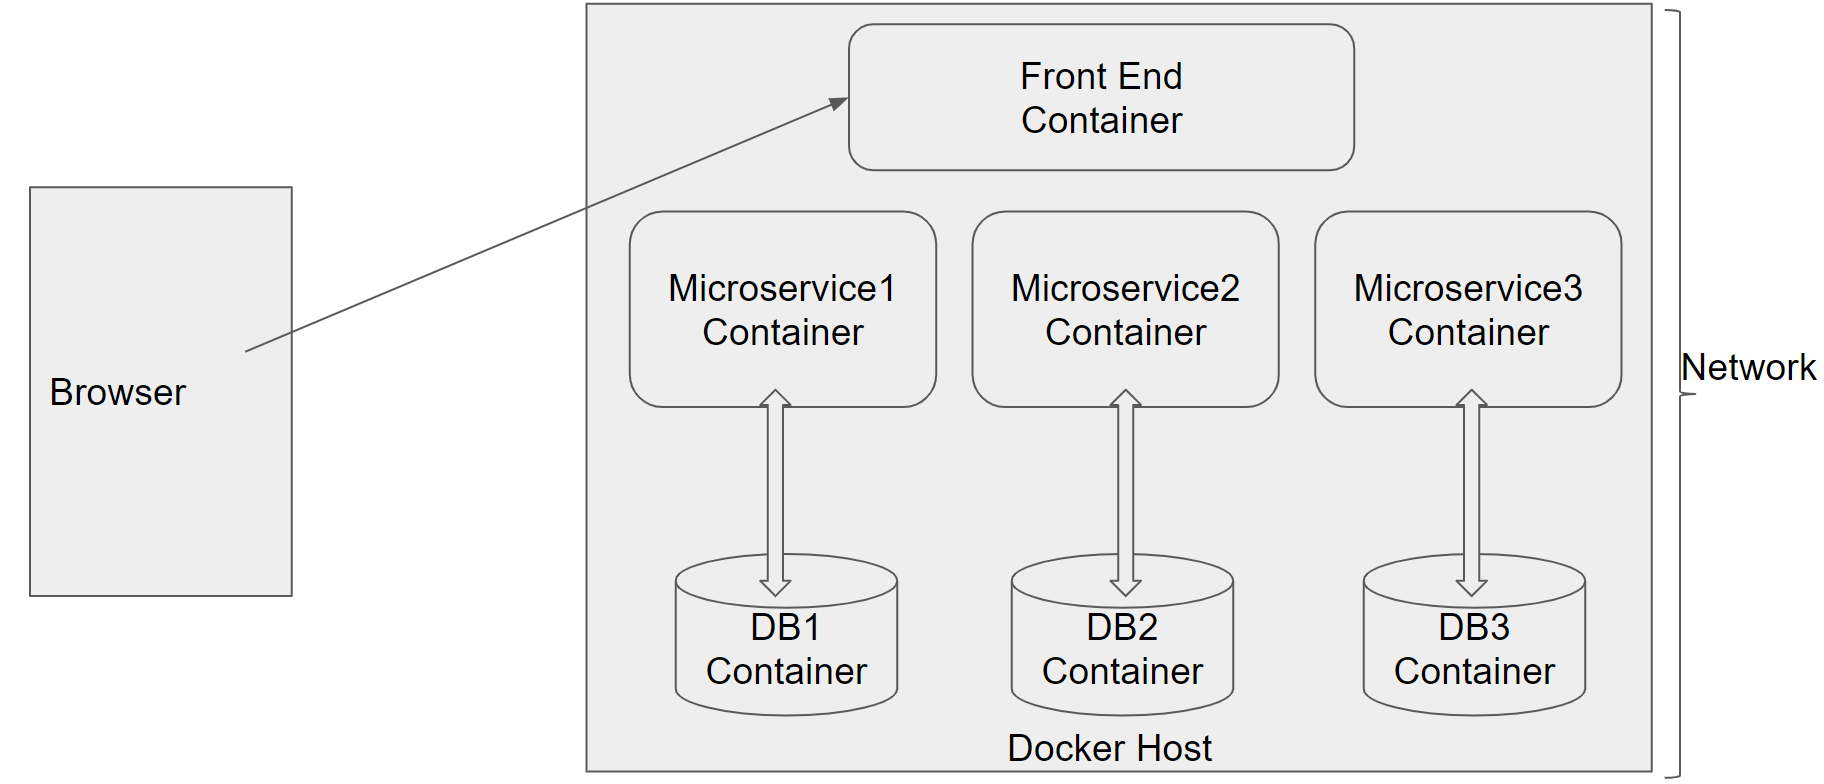 Front End
Container
Microservice1
Container
Microservice2
Container
Microservice3
Container
Network
Browser
DB1
Container
DB2
Container
DB3
Container
Docker Host